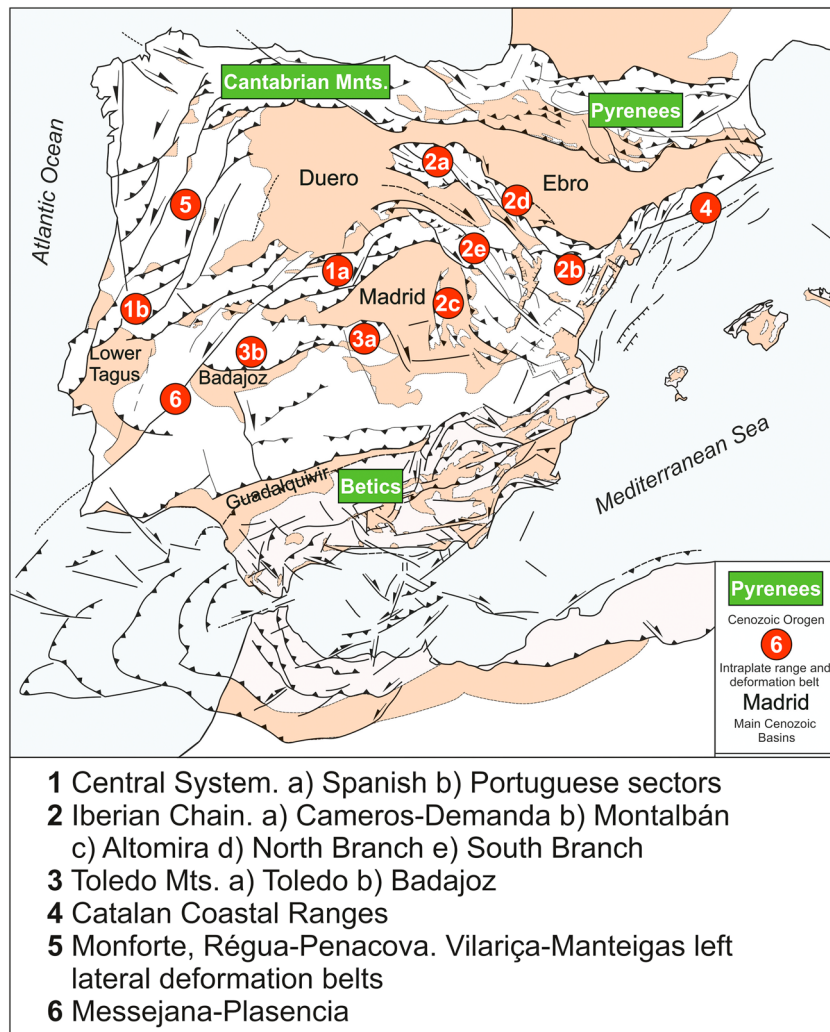 Cantabrian Mnts.
Pyrenees
Atlantic Ocean
2a
Duero
Ebro
5
2d
4
2e
1a
2b
Madrid
2c
1b
3a
3b
Lower
Tagus
Badajoz
6
Mediterranean Sea
Guadalquivir
Betics
Pyrenees
Cenozoic Orogen
6
Intraplate range and
deformation belt
Madrid
Main Cenozoic
Basins
1 Central System. a) Spanish b) Portuguese sectors
2 Iberian Chain. a) Cameros-Demanda b) Montalbán
c) Altomira d) North Branch e) South Branch
3 Toledo Mts. a) Toledo b) Badajoz
4 Catalan Coastal Ranges
5 Monforte, Régua-Penacova. Vilariça-Manteigas left
lateral deformation belts
6 Messejana-Plasencia